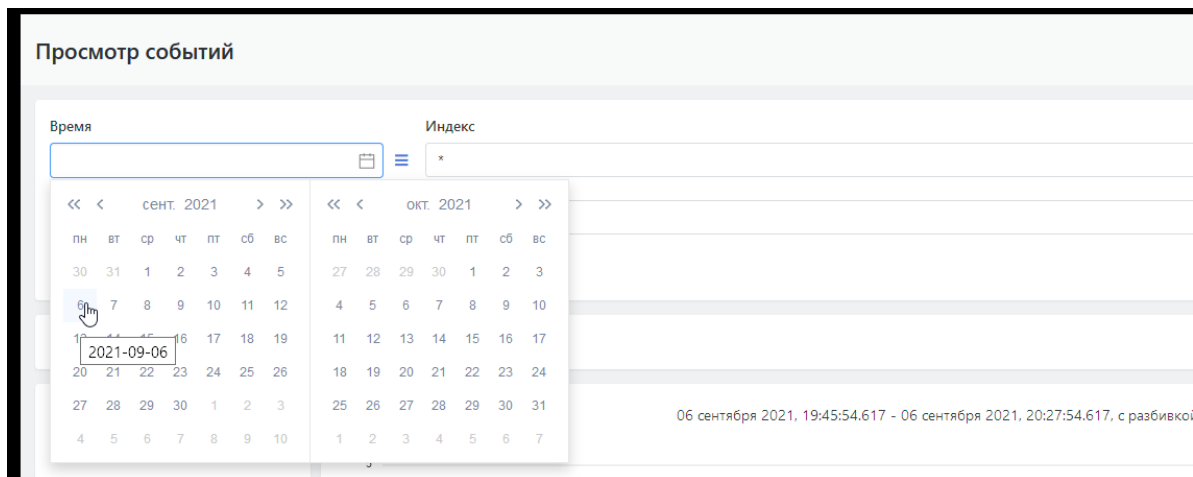 Просмотр событий
Время Индекс
*
сент. 2021 окт. 2021
пн вт ср чт пт сб вс пн вт ср чт пт сб вс
30 31 1 2 3 4 5 27 28 29 30 1 2 3
6 7 8 9 10 11 12 4 5 6 7 8 9 10
16 17 18 19 11 12 13 14 15 16 17
2021-09-06
20 21 22 23 24 25 26 18 19 20 21 22 23 24
27 28 29 30 1 2 3 25 26 27 28 29 30 31
06 сентября 2021, 19:45:54.617 - 06 сентября 2021, 20:27:54.617, с разбивкой
4 5 6 7 8 9 10 1 2 3 4 5 6 7